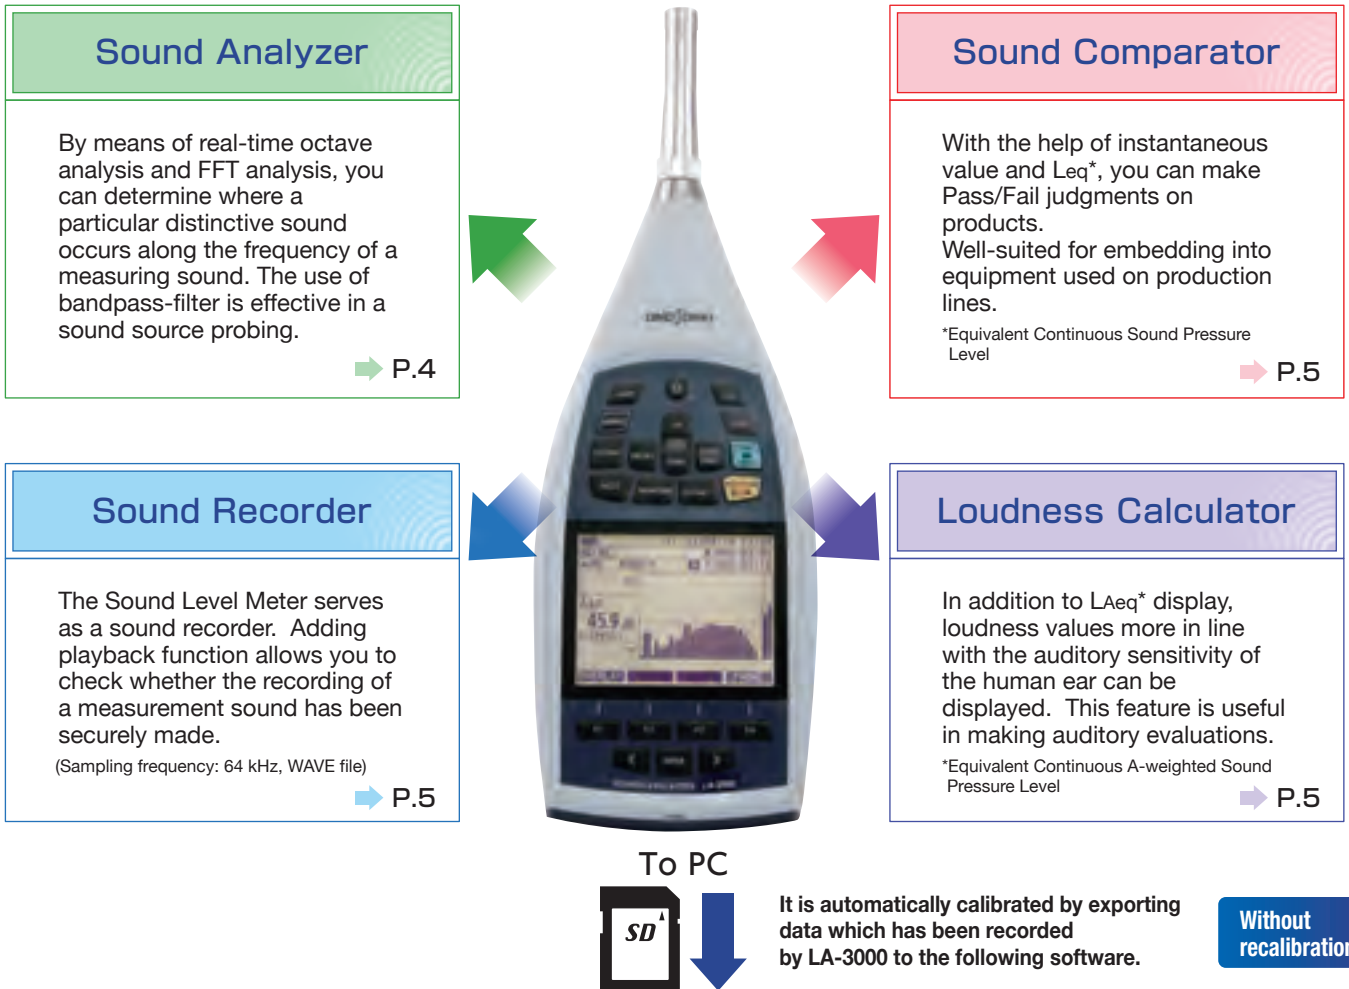 Sound Analyzer
By means of real-time octave
analysis and FFT analysis, you
can determine where a
particular distinctive sound
occurs along the frequency of a
measuring sound. The use of
bandpass-filter is effective in a
sound source probing.
P.4
Sound Comparator
With the help of instantaneous
value and Leq*, you can make
Pass/Fail judgments on
products.
Well-suited for embedding into
equipment used on production
lines.
*Equivalent Continuous Sound Pressure
Level
P.5
Sound Recorder
The Sound Level Meter serves
as a sound recorder. Adding
playback function allows you to
check whether the recording of
a measurement sound has been
securely made.
(Sampling frequency: 64 kHz, WAVE file)
P.5
Loudness Calculator
In addition to LAeq* display,
loudness values more in line
with the auditory sensitivity of
the human ear can be
displayed. This feature is useful
in making auditory evaluations.
*Equivalent Continuous A-weighted Sound
Pressure Level
P.5
45.9
To PC
SD
It is automatically calibrated by exporting
data which has been recorded
by LA-3000 to the following software.
Without
recalibration